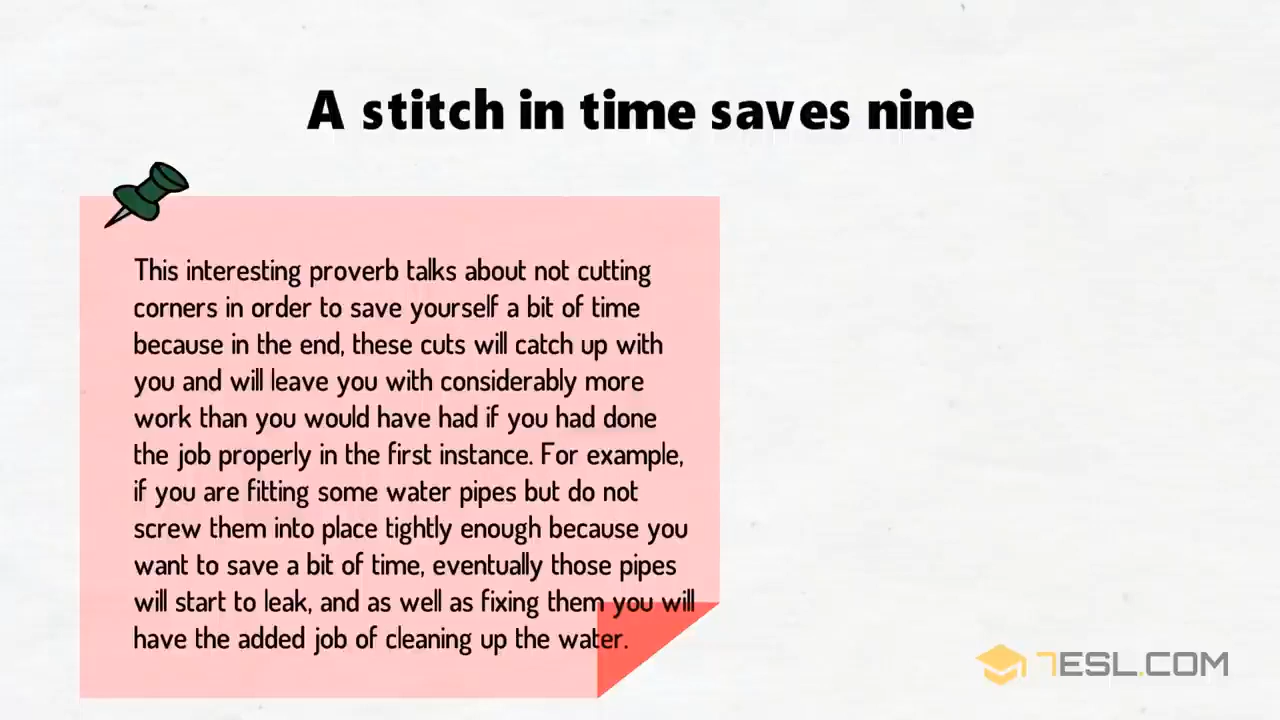 A stitch in time saves nine
This interesting proverb talks about not cutting
corners in order to save yourself a bit of time
because in the end, these cuts will catch up with
you and will leave you with considerably more
work than you would have had if you had done
the job properly in the first instance. For example,
if you are fitting some water pipes but do not
screw them into place tightly enough because you
want to save a bit of time, eventually those pipes
will start to leak, and as well as fixing them you will
have the added job of cleaning up the water.
7ESL.COM